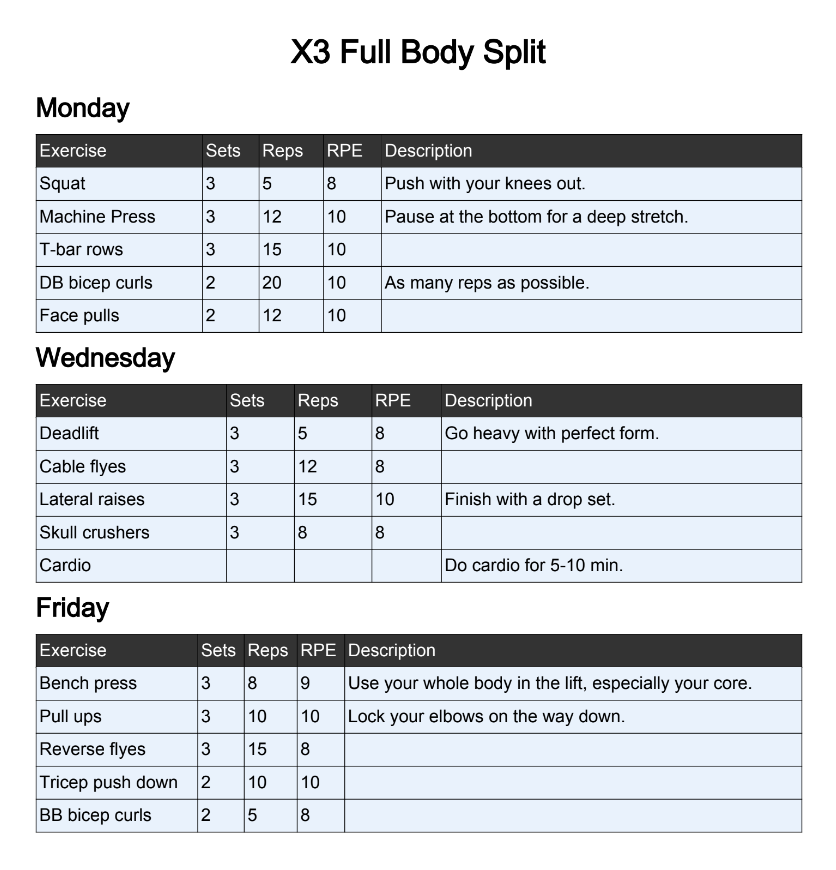 X3 Full Body Split
Monday
Exercise Sets Reps RPE Description
Squat 3 5 8 Push with your knees out.
Machine Press 3 12 10 Pause at the bottom for a deep stretch.
T-bar rows 3 15 10
DB bicep curls 2 20 10 As many reps as possible.
Face pulls 2 12 10
Wednesday
Exercise Sets Reps RPE Description
Deadlift 3 5 8 Go heavy with perfect form.
Cable flyes 3 12 8
Lateral raises 3 15 10 Finish with a drop set.
Skull crushers 3 8 8
Cardio Do cardio for 5-10 min.
Friday
Exercise Sets Reps RPE Description
Bench press 3 8 9 Use your whole body in the lift, especially your core.
Pull ups 3 10 10 Lock your elbows on the way down.
Reverse flyes 3 15 8
Tricep push down 2 10 10
BB bicep curls 2 5 8